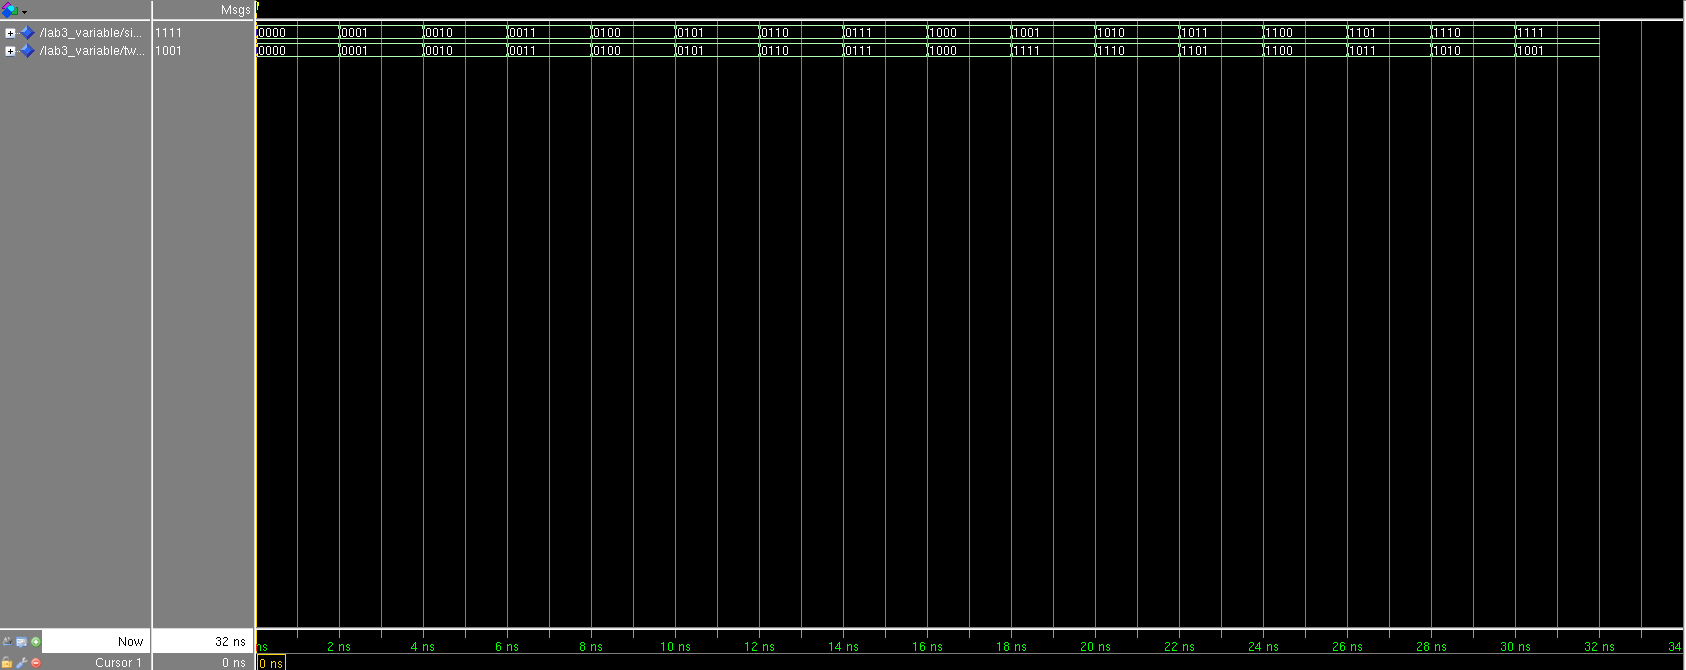 Msgs
/lab3_variable/si... 1111 0000 0001 0010 0011 0100 0101 0110 0111 1000 1001 1010 1011 1100 1101 1110 1111
/lab3_variable/tw... 1001 0000 0001 0010 0011 0100 0101 0110 0111 1000 1111 1110 1101 1100 1011 1010 1001
Now 32 ns ns 2 ns 4 ns 6 ns 8 ns 10 ns 12 ns 14 ns 16 ns 18 ns 20 ns 22 ns 24 ns 26 ns 28 ns 30 ns 32 ns 34
Cursor 1 0 ns 0 ns